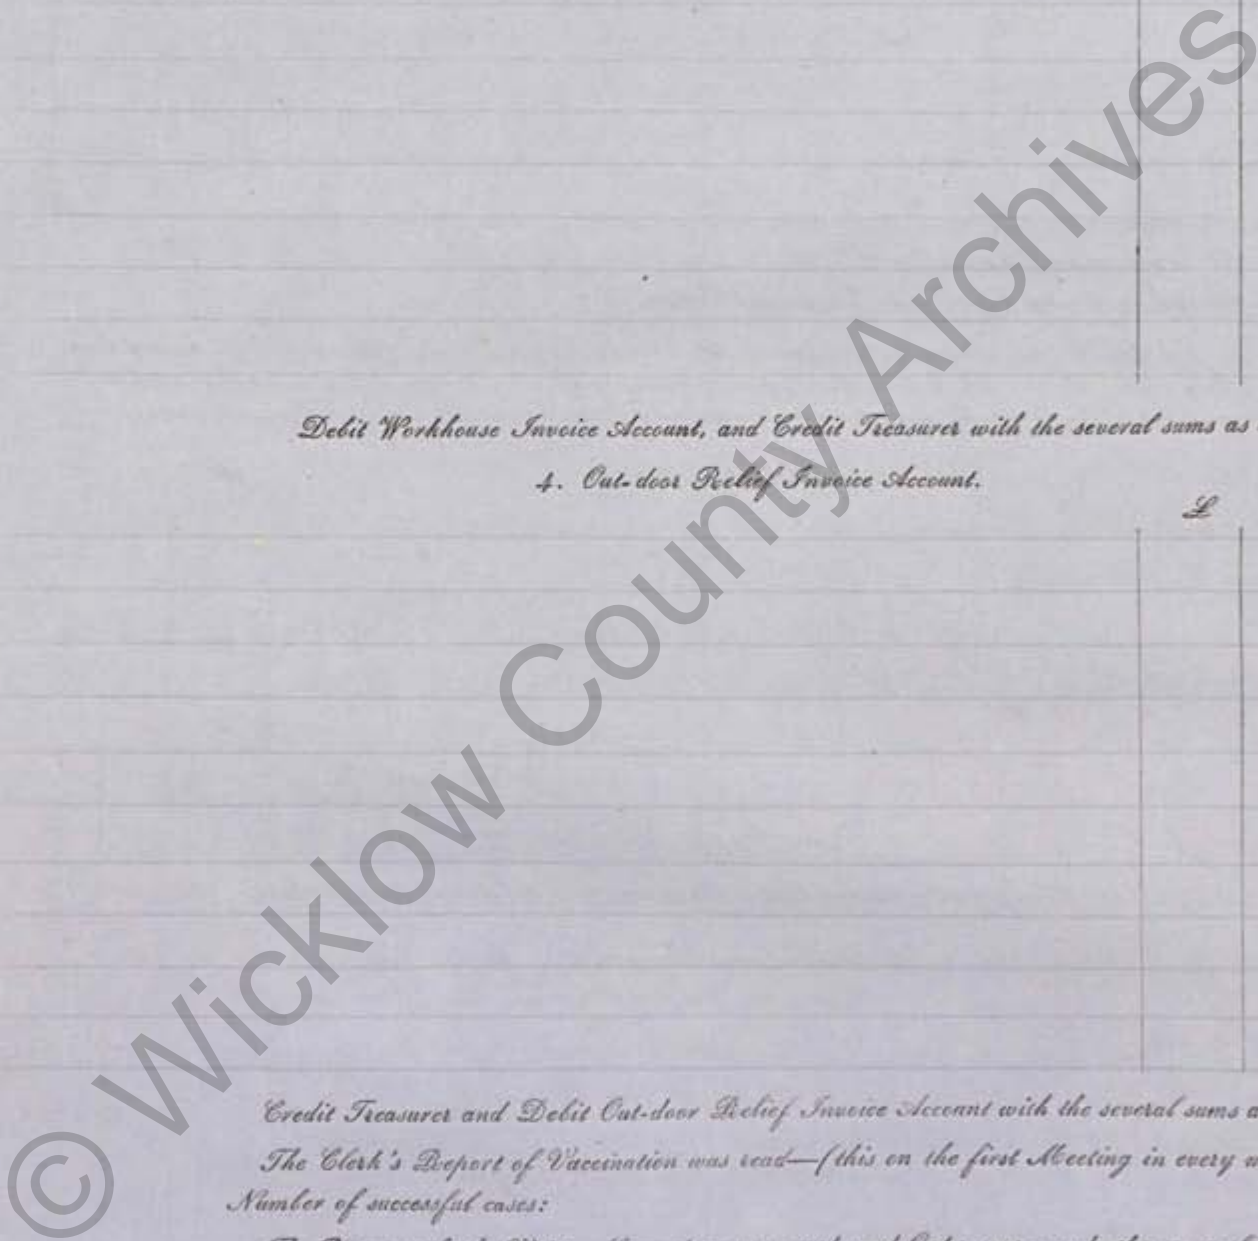 Debit Workhouse Invoice Account, and Credit Treasurer with the several sums as
4. Out-door Relief Invoice Account.
£
Credit Treasurer and Debit Out-door Relief Invoice Account with the several sums a
The Clerk's Report of Vaccination was read—(this on the first Meeting in every
Number of successful cases:
© Wicklow County Archives